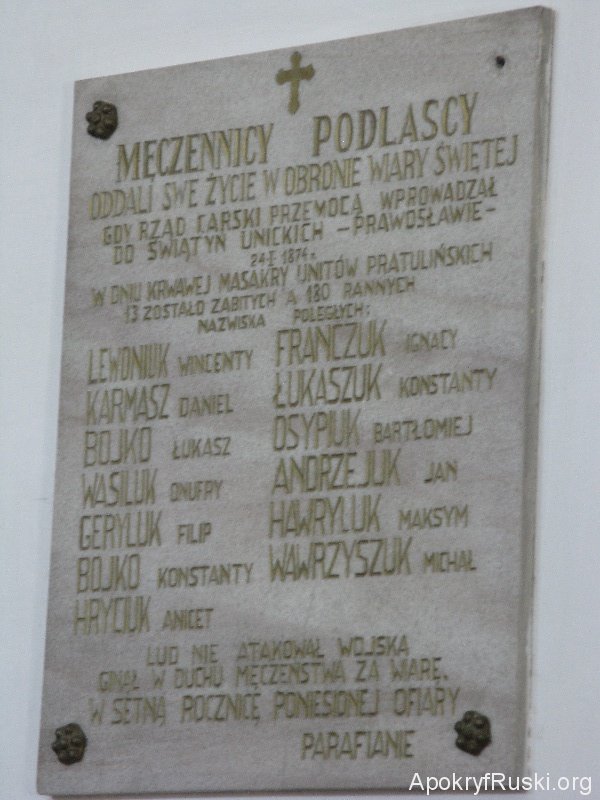 MĘCZENNICY PODLASCY
ODDALI SWE ŻYCIE W OBRONIE WIARY ŚWIĘTEJ
GDY RZĄD CARSKI PRZEMOCĄ WPROWADZAŁ
DO ŚWIĄTYN UNICKICH -PRAWOSŁAWIE-
24-I- 1874r.
W DNIU KRWAWEJ MASAKRY UNITÓW PRATULIŃSKICH
13 ZOSTAŁO ZABITYCH A 180 RANNYCH
NAZWISKA POLEGŁYCH:
LEWONIUK WINCENTY FRANCZUK IGNACY
KARMASZ DANIEL ŁUKASZUK KONSTANTY
BOJKO ŁUKASZ OSYPIUK BARTŁOMIEJ
WASILUK ONUFRY ANDRZEJUK JAN
GERYLUK FILIP HAWRYLUK MAKSYM
BOJKO KONSTANTY WAWRZYSZUK MICHAŁ
HRYCIUK ANICET
LUD NIE ATAKOWAŁ WOJSKA
GINĄŁ W DUCHU MĘCZEŃSTWA ZA WIARĘ.
W SETNĄ ROCZNICĘ PONIESIONEJ OFIARY
PARAFIANIE
ApokryfRuski.org